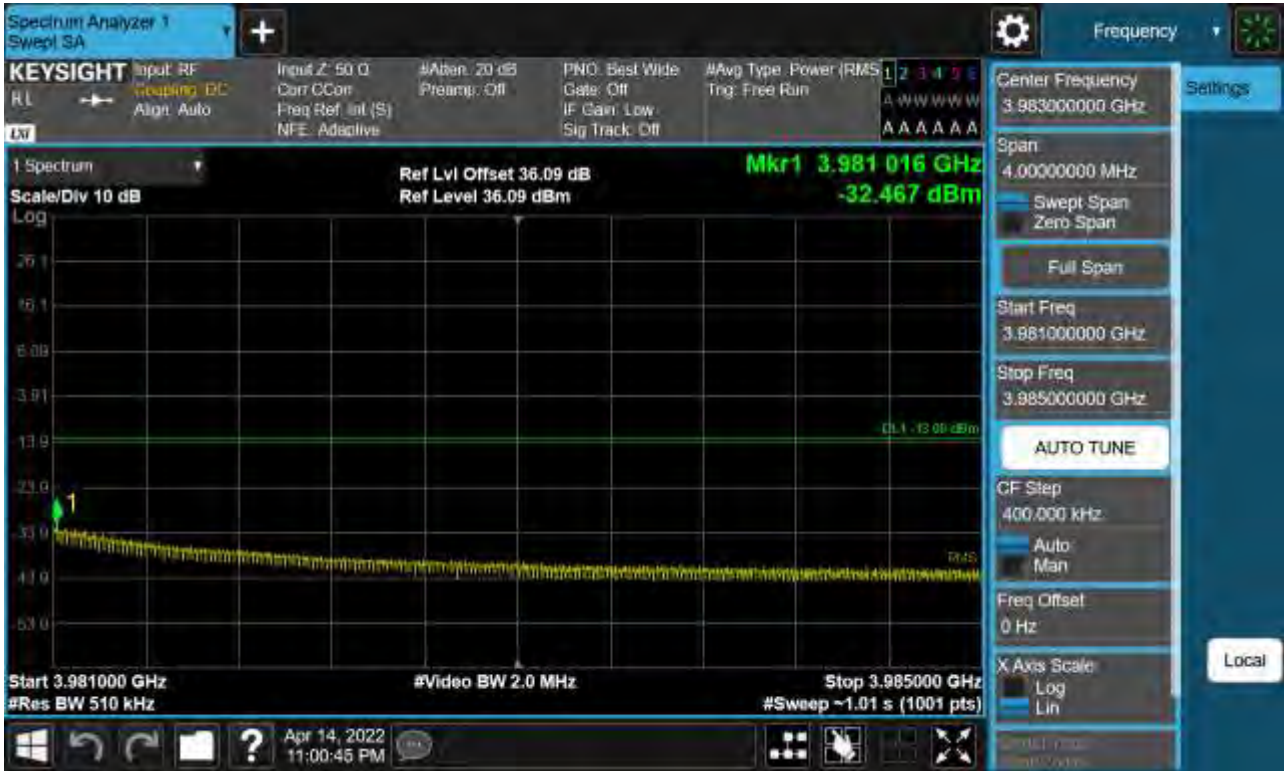 Spectrum Analyzer 1
Swept SA
Frequency
KEYSIGHT
RL
LXI
Input: RF
Coupling: DC
Align: Auto
Input Z: 50 Ω
Corr CCorr
Freq Ref: Int (S)
NFE: Adaptive
#Atten: 20 dB
Preamp: Off
PNO: Best Wide
Gate: Off
IF Gain: Low
Sig Track: Off
#Avg Type: Power (RMS
Trig: Free Run
1 2 3 4 5 6
A W W W W W
A A A A A A
1 Spectrum
Scale/Div 10 dB
Log
Ref Lvl Offset 36.09 dB
Ref Level 36.09 dBm
Mkr1 3.981 016 GHz
-32.467 dBm
26.1
16.1
6.09
-3.91
-13.9
-23.9
-33.9
-43.9
-53.9
DL1 -13.00 dBm
1
RMS
Start 3.981000 GHz
#Res BW 510 kHz
#Video BW 2.0 MHz
Stop 3.985000 GHz
#Sweep ~1.01 s (1001 pts)
Center Frequency
3.983000000 GHz
Settings
Span
4.00000000 MHz
Swept Span
Zero Span
Full Span
Start Freq
3.981000000 GHz
Stop Freq
3.985000000 GHz
AUTO TUNE
CF Step
400.000 kHz
Auto
Man
Freq Offset
0 Hz
X Axis Scale
Log
Lin
Local
?
Apr 14, 2022
11:00:45 PM